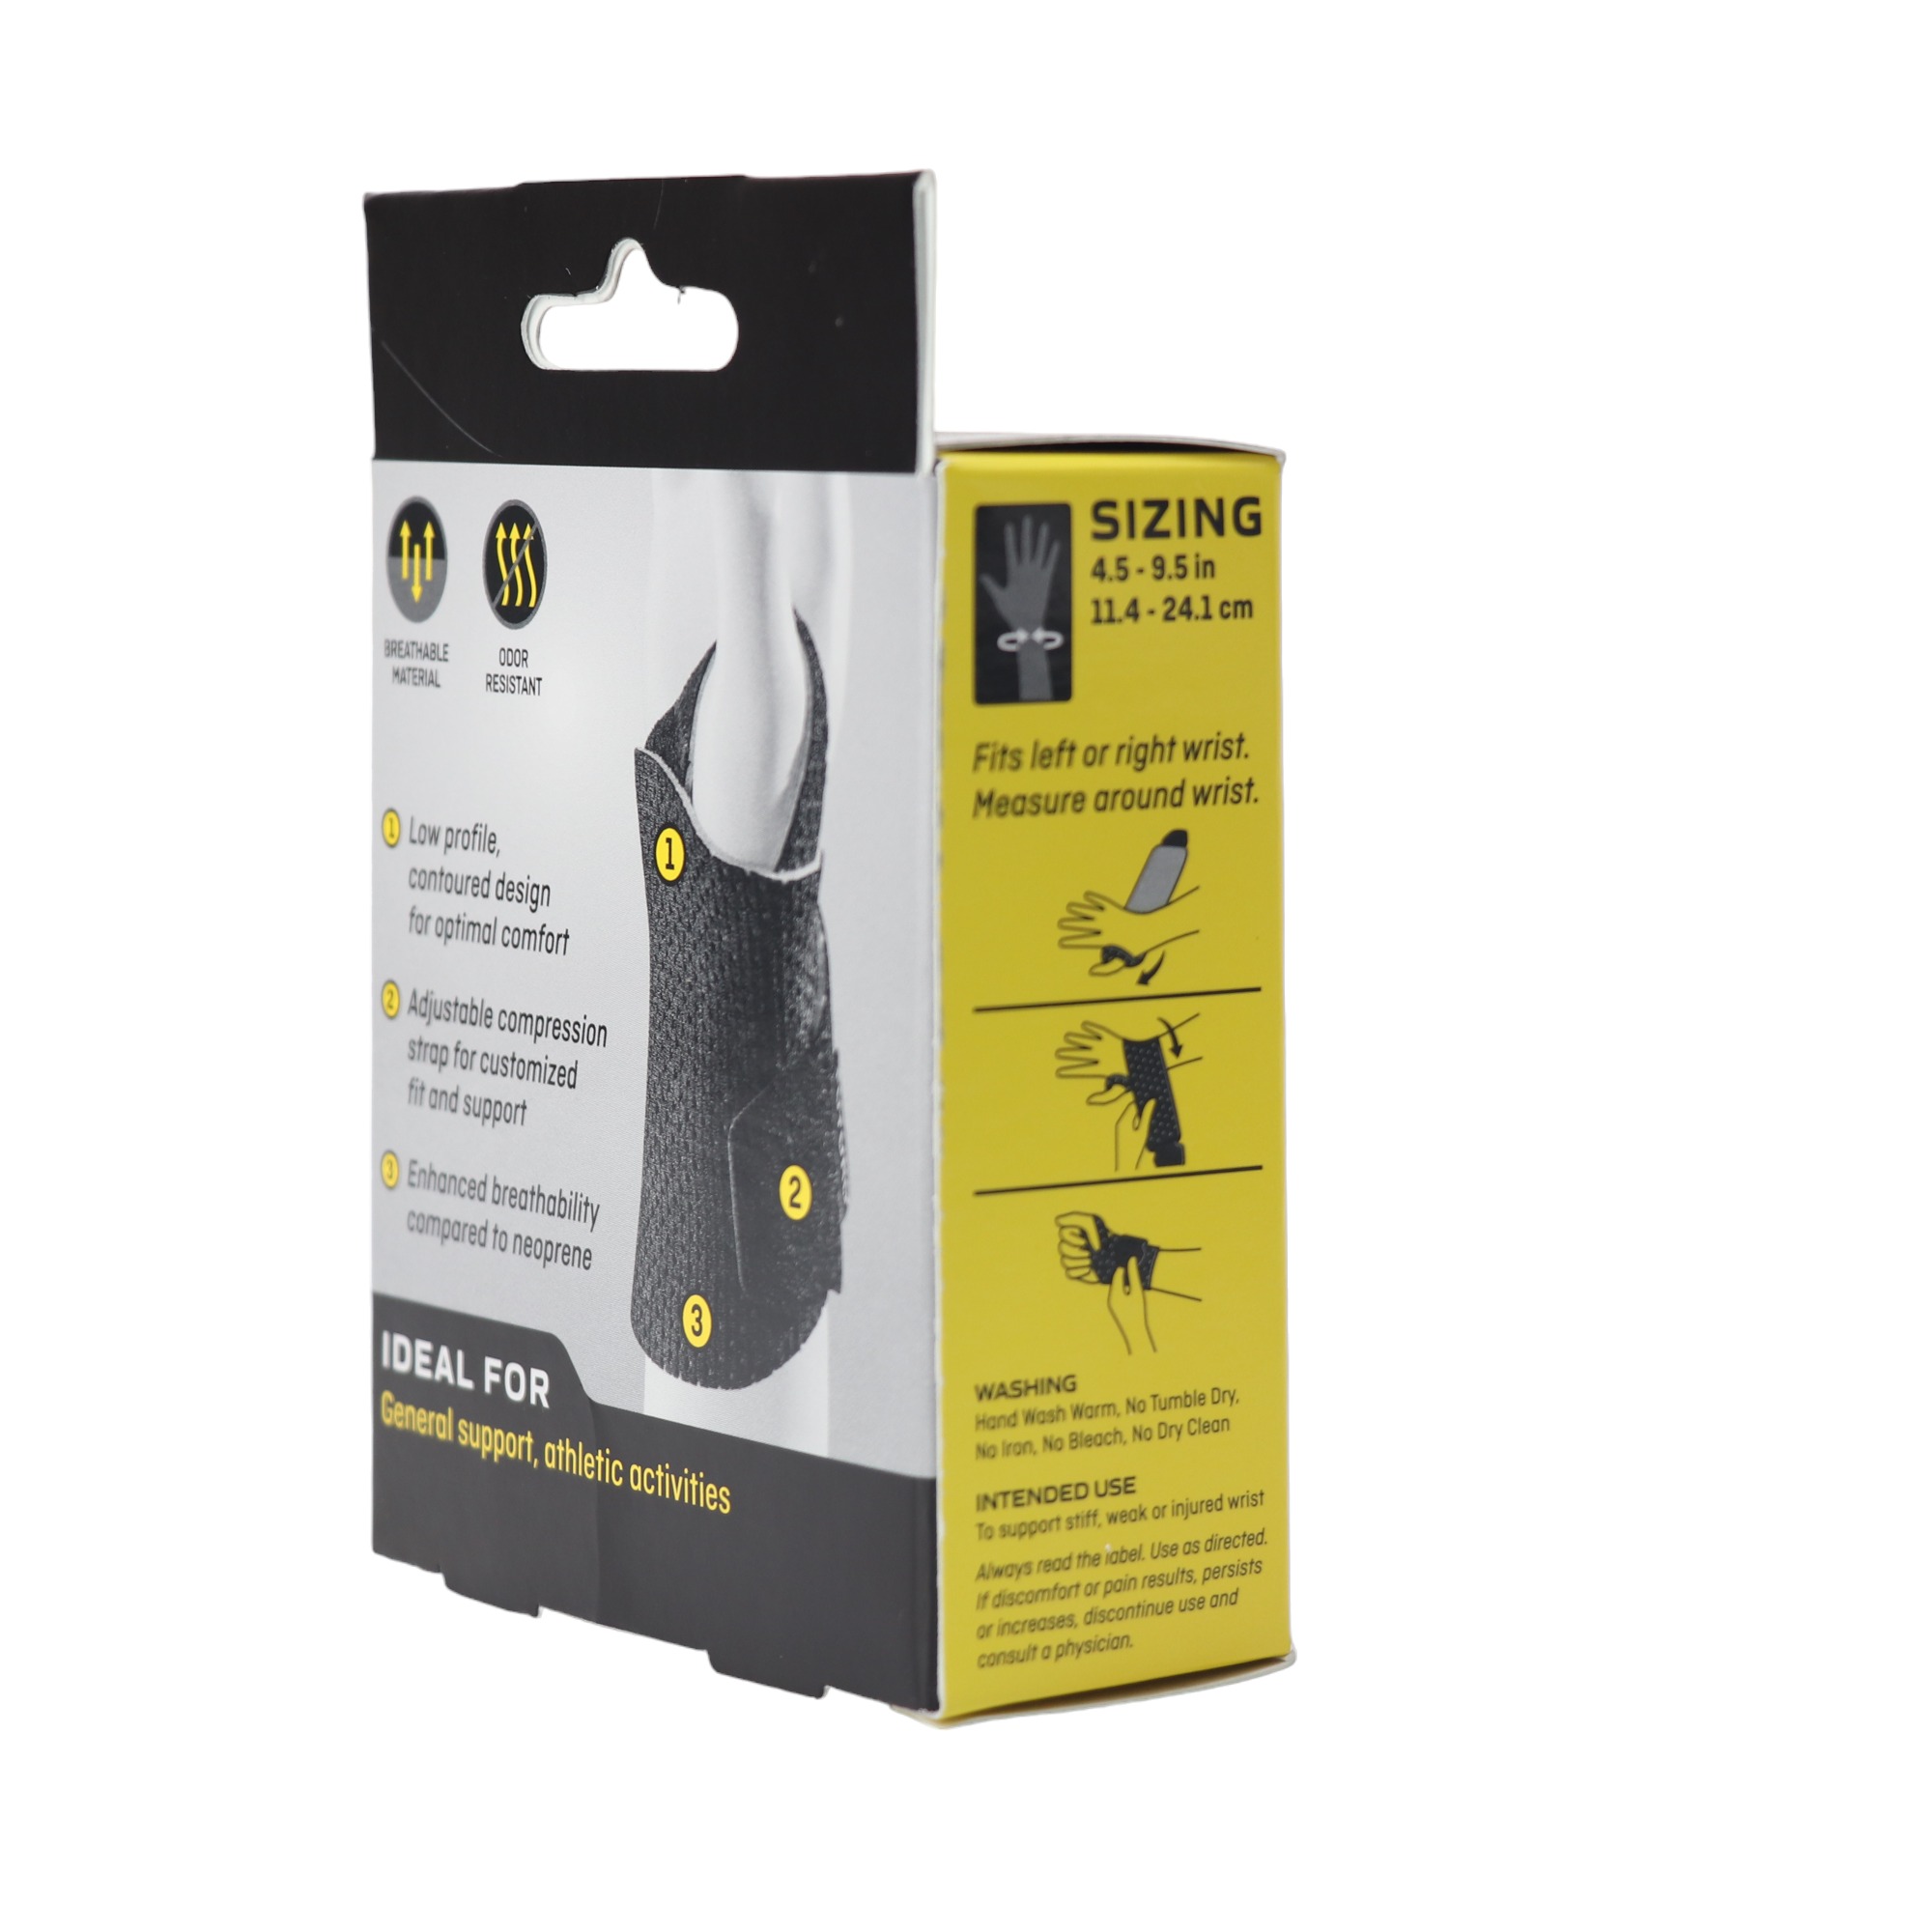 BREATHABLE
MATERIAL
ODOR
RESISTANT
1 Low profile,
contoured design
for optimal comfort
2 Adjustable compression
strap for customized
fit and support
3 Enhanced breathability
compared to neoprene
1
2
3
IDEAL FOR
General support, athletic activities
SIZING
4.5 - 9.5 in
11.4 - 24.1 cm
Fits left or right wrist.
Measure around wrist.
WASHING
Hand Wash Warm, No Tumble Dry,
No Iron, No Bleach, No Dry Clean
INTENDED USE
To support stiff, weak or injured wrist
Always read the label. Use as directed.
If discomfort or pain results, persists
or increases, discontinue use and
consult a physician.